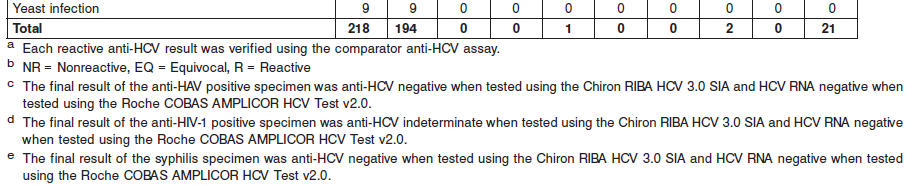 Yeast infection 9 9 0 0 0 0 0 0 0 0
Total 218 194 0 0 1 0 0 2 0 21
a Each reactive anti-HCV result was verified using the comparator anti-HCV assay.
b NR = Nonreactive, EQ = Equivocal, R = Reactive
c The final result of the anti-HAV positive specimen was anti-HCV negative when tested using the Chiron RIBA HCV 3.0 SIA and HCV RNA negative when
tested using the Roche COBAS AMPLICOR HCV Test v2.0.
d The final result of the anti-HIV-1 positive specimen was anti-HCV indeterminate when tested using the Chiron RIBA HCV 3.0 SIA and HCV RNA negative
when tested using the Roche COBAS AMPLICOR HCV Test v2.0.
e The final result of the syphilis specimen was anti-HCV negative when tested using the Chiron RIBA HCV 3.0 SIA and HCV RNA negative when tested
using the Roche COBAS AMPLICOR HCV Test v2.0.